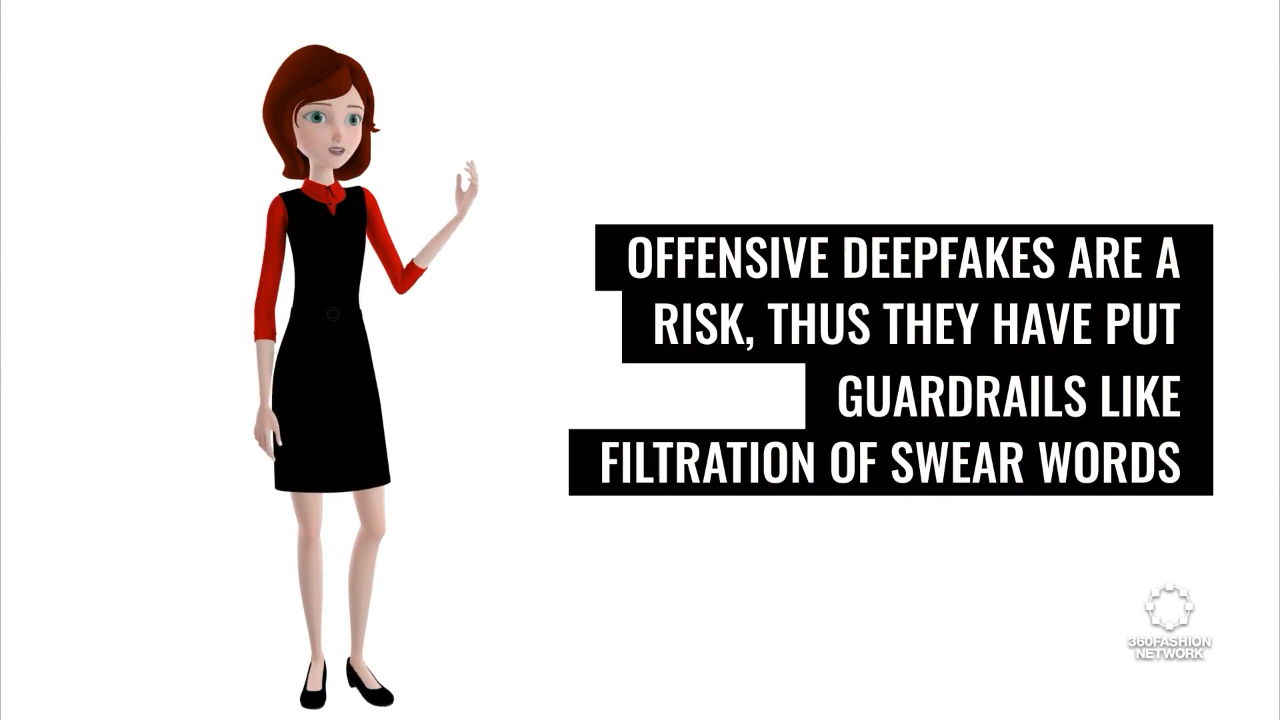 OFFENSIVE DEEPFAKES ARE A
RISK, THUS THEY HAVE PUT
GUARDRAILS LIKE
FILTRATION OF SWEAR WORDS
360FASHION
NETWORK